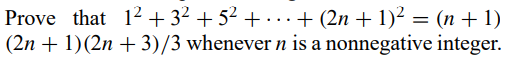 Prove that 1² + 3² + 5² + · · · + (2n + 1)² = (n + 1)
(2n + 1)(2n + 3)/3 whenever n is a nonnegative integer.